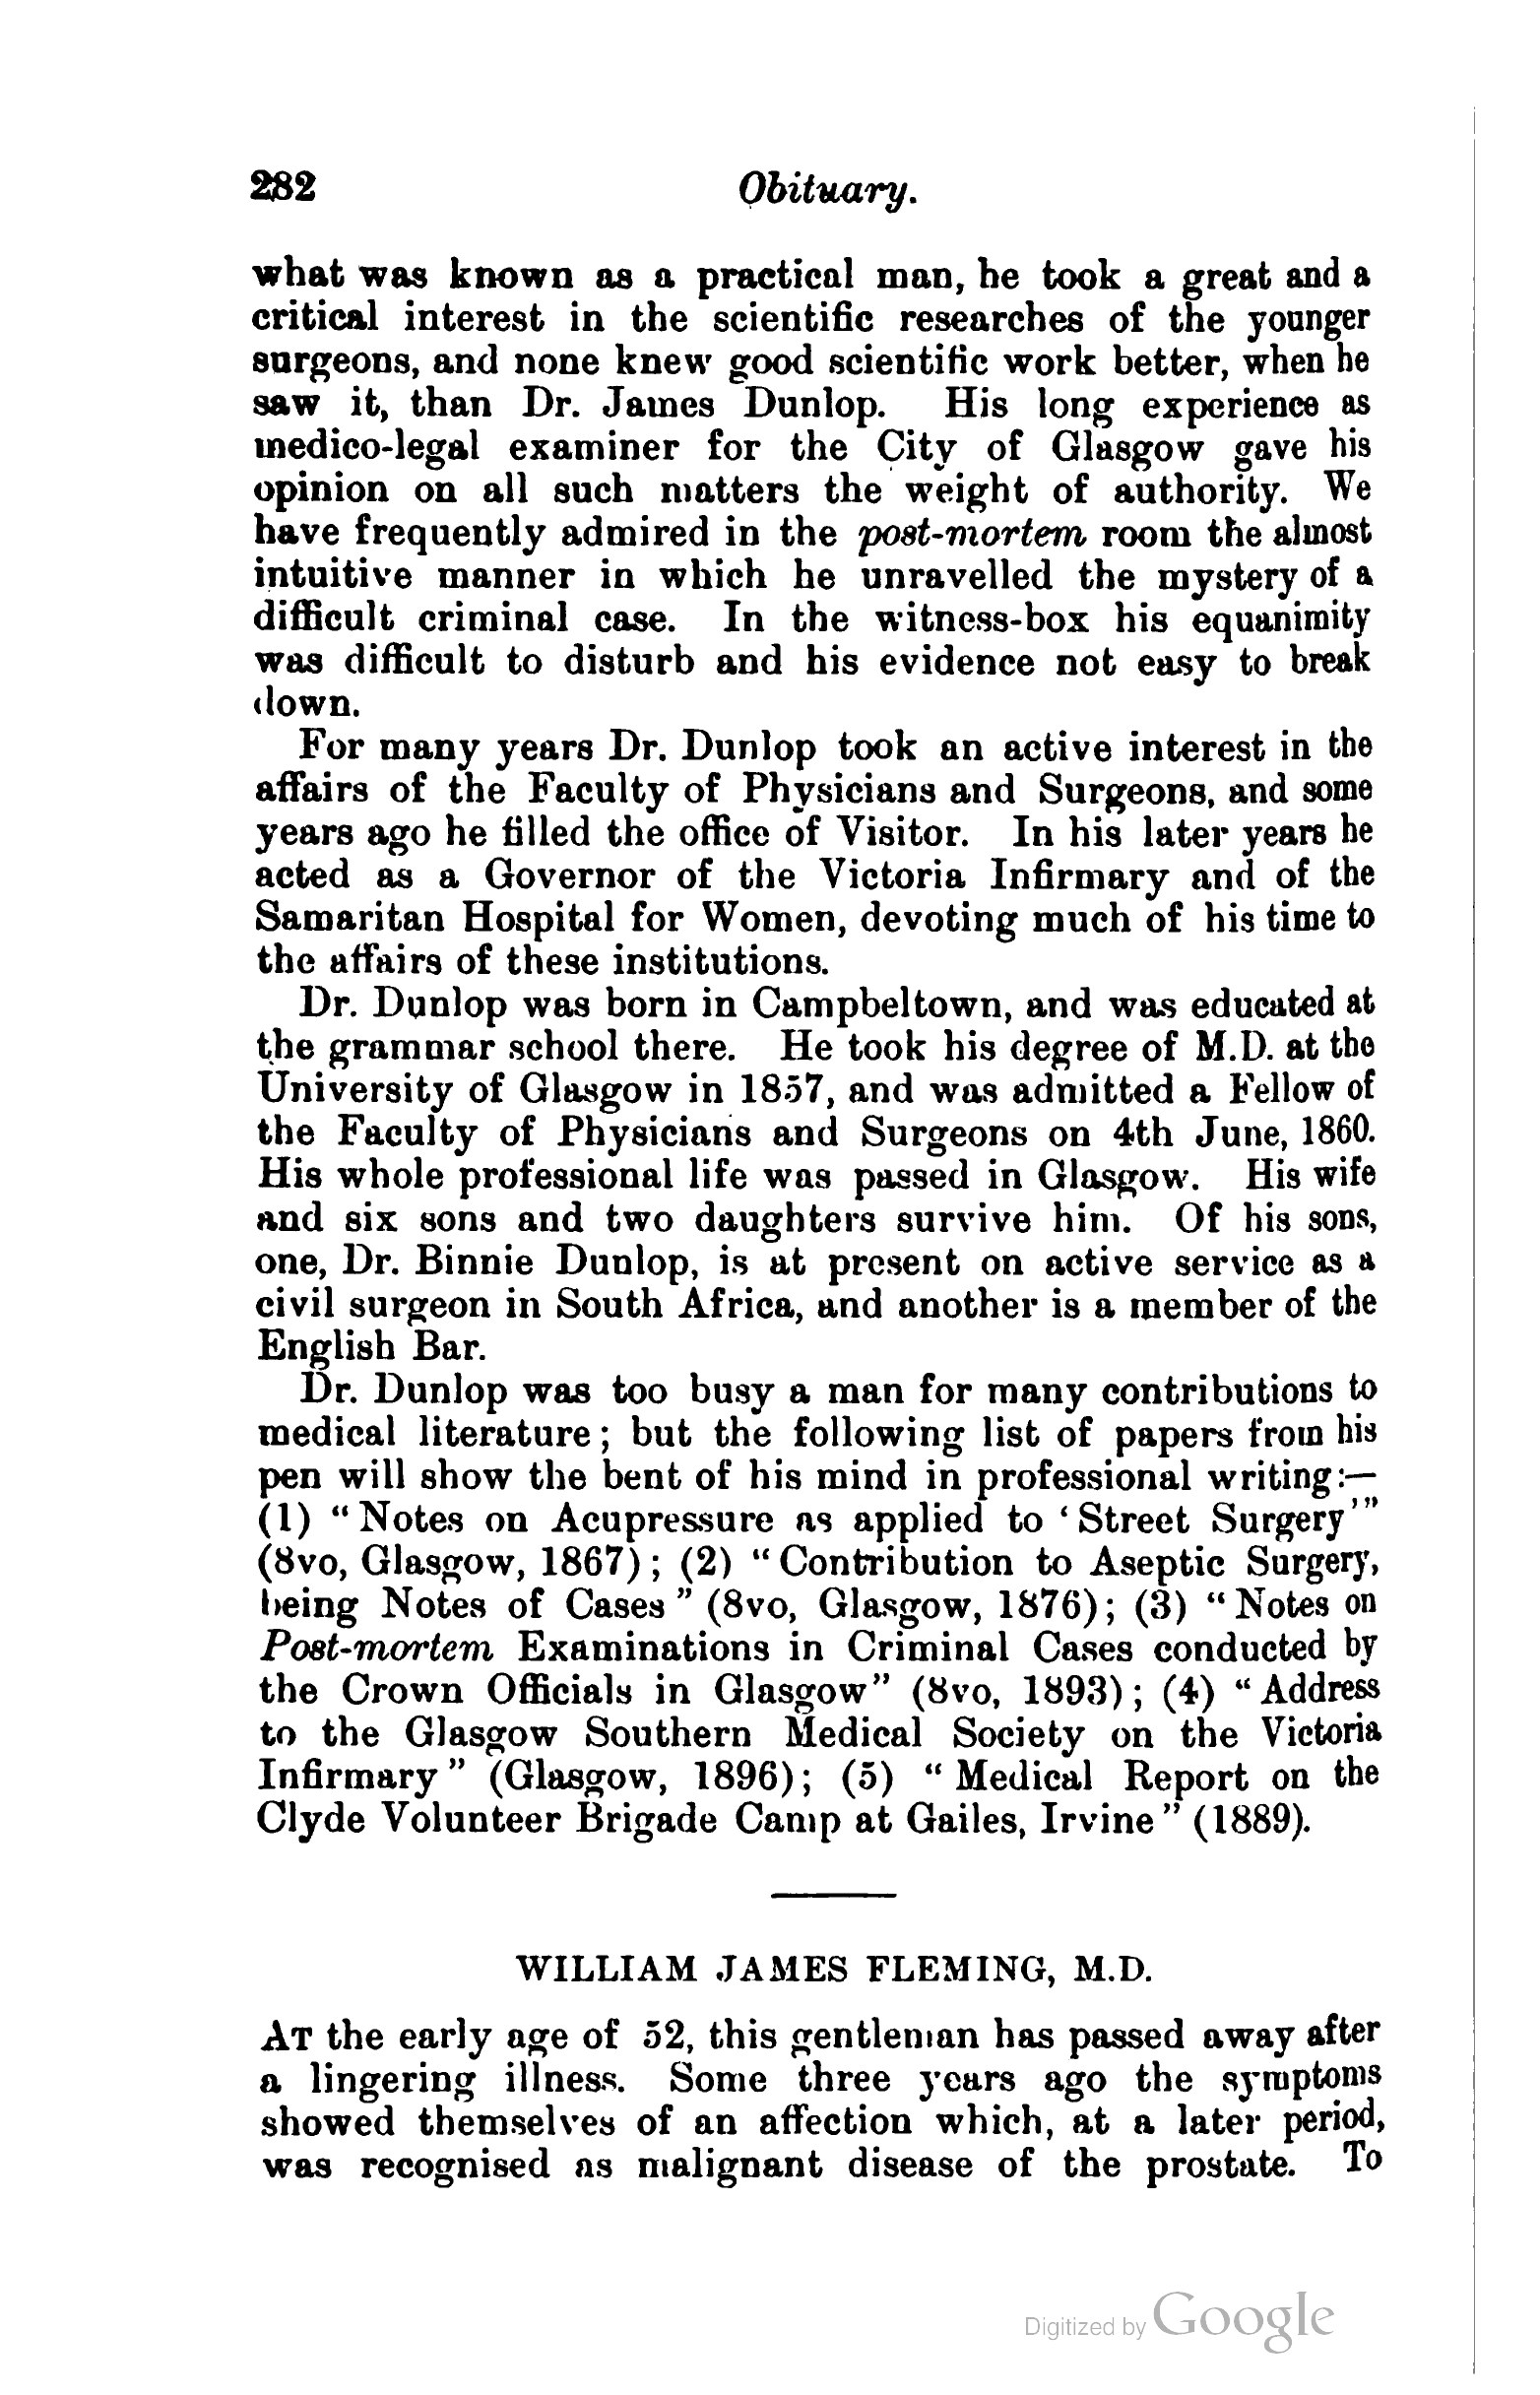 282 Obituary.
what was known as a practical man, he took a great and a
critical interest in the scientific researches of the younger
surgeons, and none knew good scientific work better, when he
saw it, than Dr. James Dunlop. His long experience as
medico-legal examiner for the City of Glasgow gave his
opinion on all such matters the weight of authority. We
have frequently admired in the post-mortem room the almost
intuitive manner in which he unravelled the mystery of a
difficult criminal case. In the witness-box his equanimity
was difficult to disturb and his evidence not easy to break
down.
For many years Dr. Dunlop took an active interest in the
affairs of the Faculty of Physicians and Surgeons, and some
years ago he filled the office of Visitor. In his later years he
acted as a Governor of the Victoria Infirmary and of the
Samaritan Hospital for Women, devoting much of his time to
the affairs of these institutions.
Dr. Dunlop was born in Campbeltown, and was educated at
the grammar school there. He took his degree of M.D. at the
University of Glasgow in 1857, and was admitted a Fellow of
the Faculty of Physicians and Surgeons on 4th June, 1860.
His whole professional life was passed in Glasgow. His wife
and six sons and two daughters survive him. Of his sons,
one, Dr. Binnie Dunlop, is at present on active service as a
civil surgeon in South Africa, and another is a member of the
English Bar.
Dr. Dunlop was too busy a man for many contributions to
medical literature; but the following list of papers from his
pen will show the bent of his mind in professional writing:—
(1) “Notes on Acupressure as applied to ‘Street Surgery’”
(8vo, Glasgow, 1867); (2) “Contribution to Aseptic Surgery,
being Notes of Cases” (8vo, Glasgow, 1876); (3) “Notes on
Post-mortem Examinations in Criminal Cases conducted by
the Crown Officials in Glasgow” (8vo, 1893); (4) “Address
to the Glasgow Southern Medical Society on the Victoria
Infirmary” (Glasgow, 1896); (5) “Medical Report on the
Clyde Volunteer Brigade Camp at Gailes, Irvine” (1889).
WILLIAM JAMES FLEMING, M.D.
AT the early age of 52, this gentleman has passed away after
a lingering illness. Some three years ago the symptoms
showed themselves of an affection which, at a later period,
was recognised as malignant disease of the prostate. To
Digitized by Google